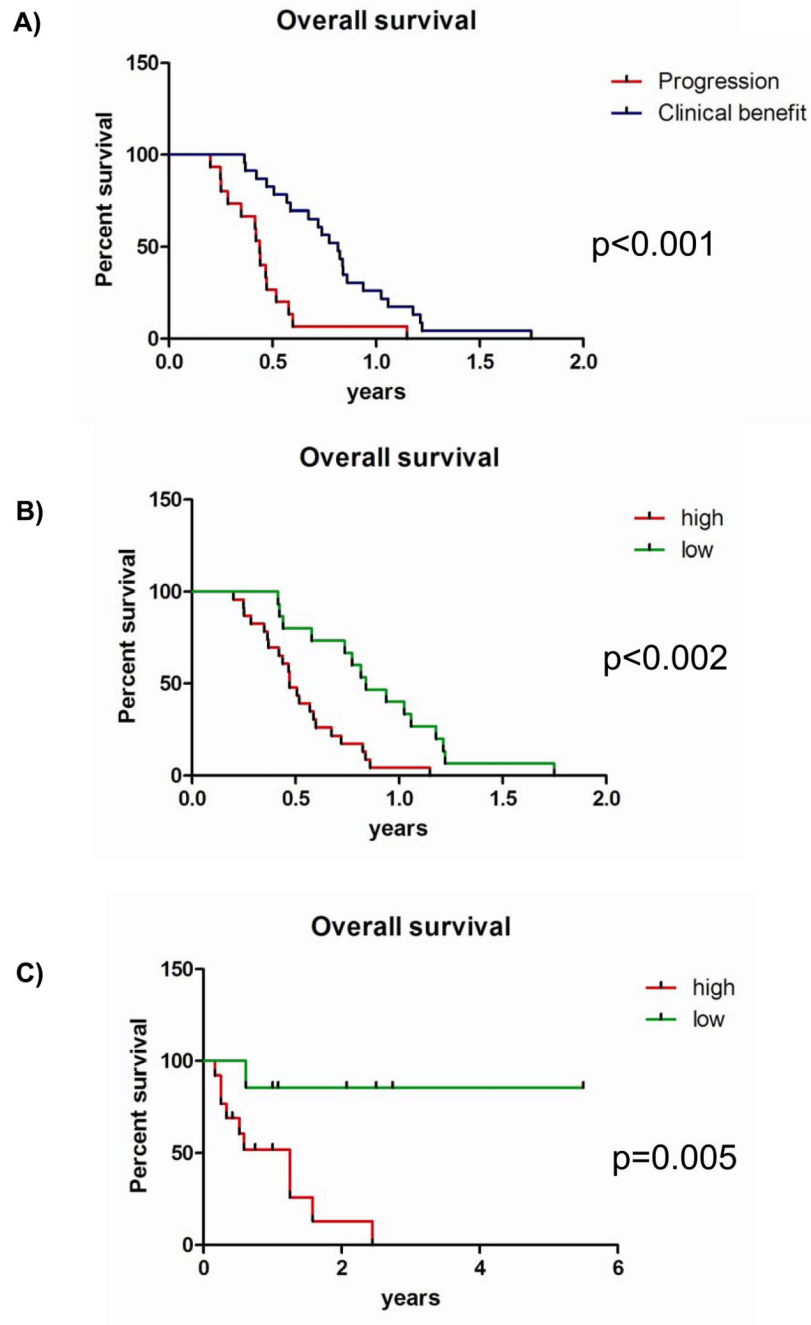 A)
Overall survival
Progression
Clinical benefit
150
100
50
0
Percent survival
p<0.001
0.0 0.5 1.0 1.5 2.0
years
B)
Overall survival
high
low
150
100
50
0
Percent survival
p<0.002
0.0 0.5 1.0 1.5 2.0
years
C)
Overall survival
high
low
150
100
50
0
Percent survival
p=0.005
0 2 4 6
years